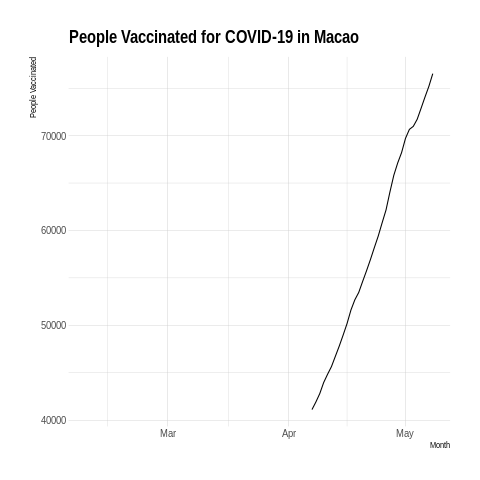 People Vaccinated for COVID-19 in Macao
People Vaccinated
70000
60000
50000
40000
Mar
Apr
May
Month